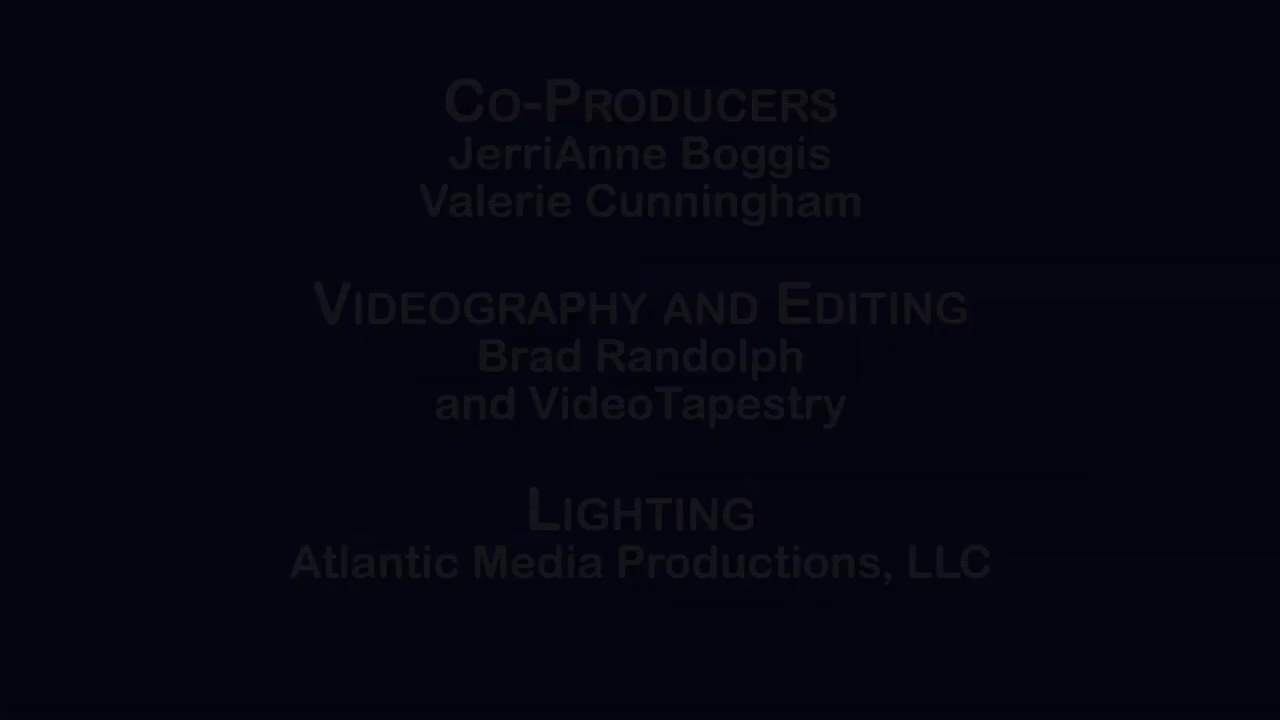 Co-Producers
JerriAnne Boggis
Valerie Cunningham
Videography and Editing
Brad Randolph
and VideoTapestry
Lighting
Atlantic Media Productions, LLC